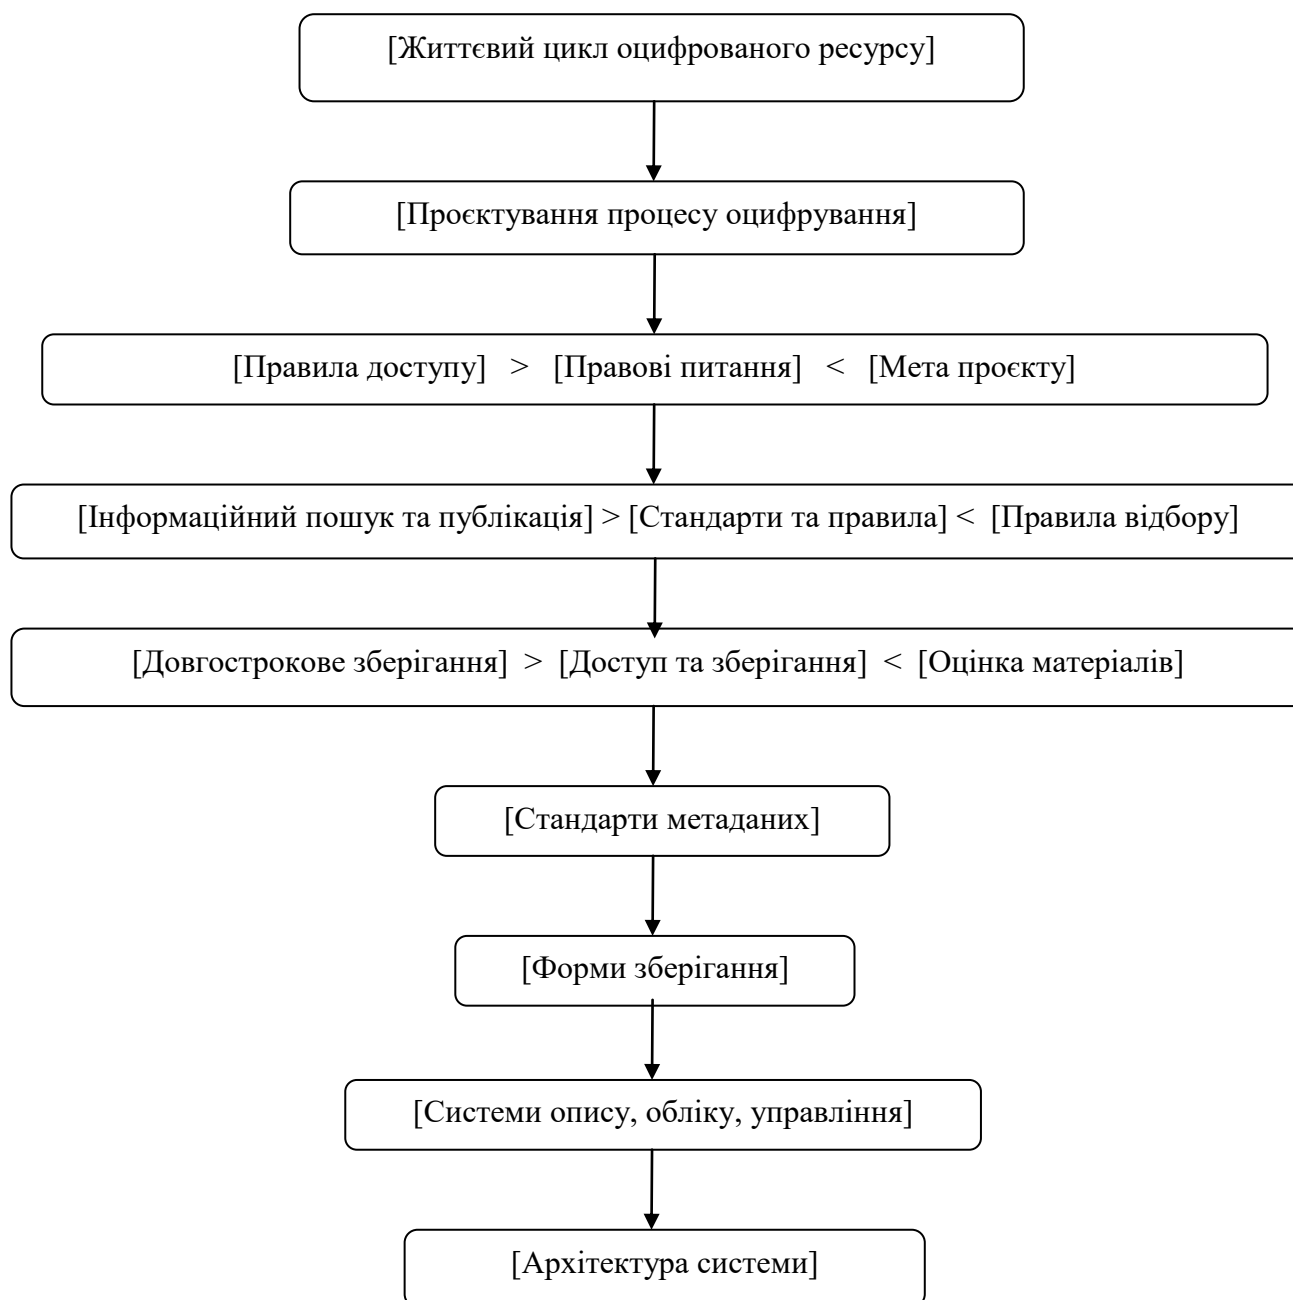 [Життєвий цикл оцифрованого ресурсу]
[Проєктування процесу оцифрування]
[Правила доступу] > [Правові питання] < [Мета проєкту]
[Інформаційний пошук та публікація] > [Стандарти та правила] < [Правила відбору]
[Довгострокове зберігання] > [Доступ та зберігання] < [Оцінка матеріалів]
[Стандарти метаданих]
[Форми зберігання]
[Системи опису, обліку, управління]
[Архітектура системи]